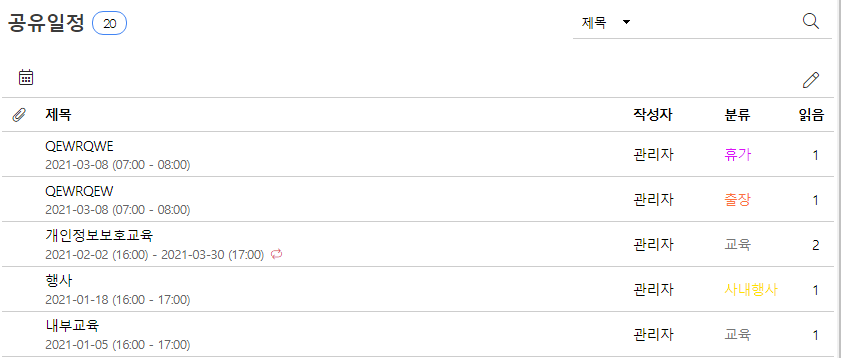 공유일정 20
제목
제목 작성자 분류 읽음
QEWRQWE
2021-03-08 (07:00 - 08:00)
관리자 휴가 1
QEWRQEW
2021-03-08 (07:00 - 08:00)
관리자 출장 1
개인정보보호교육
2021-02-02 (16:00) - 2021-03-30 (17:00)
관리자 교육 2
행사
2021-01-18 (16:00 - 17:00)
관리자 사내행사 1
내부교육
2021-01-05 (16:00 - 17:00)
관리자 교육 1